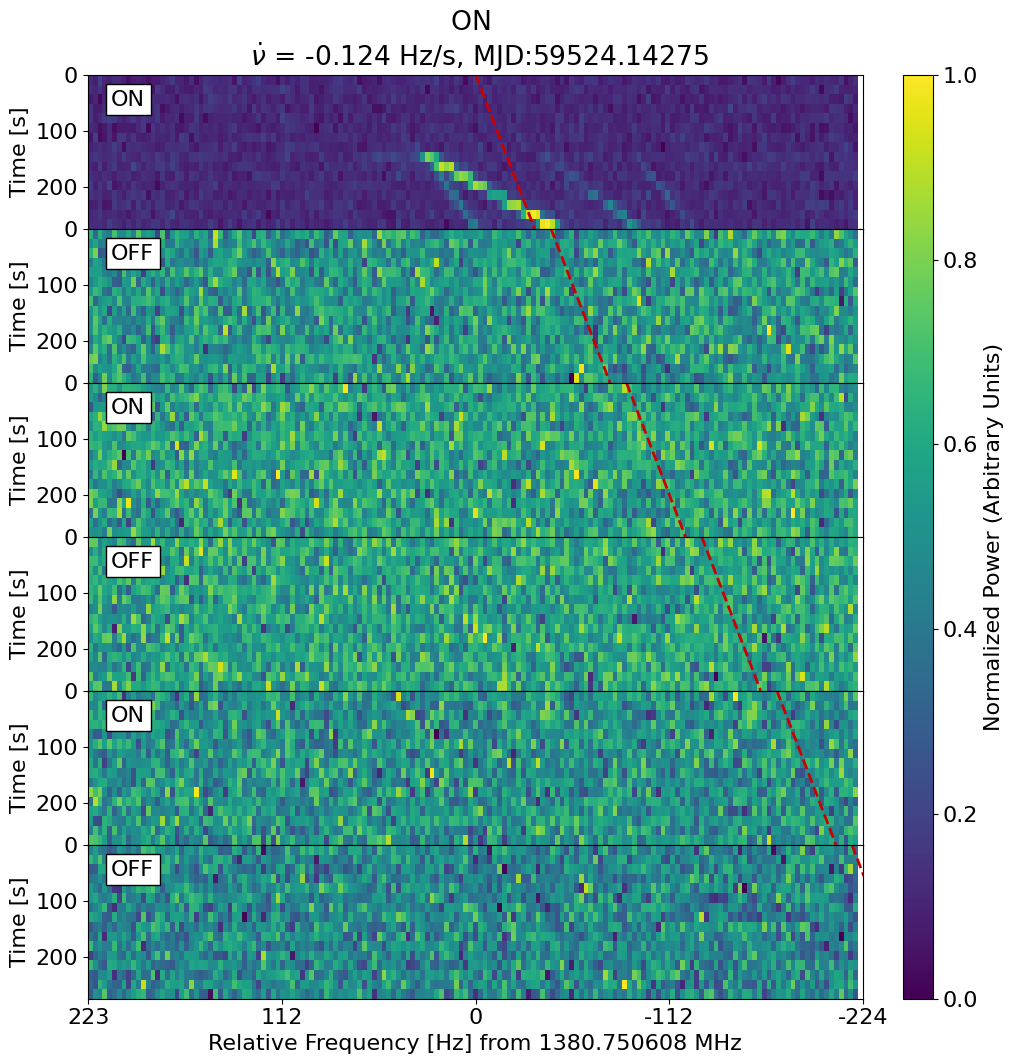 ON
ν̇ = -0.124 Hz/s, MJD:59524.14275
0
100
200
Time [s]
ON
0
100
200
Time [s]
OFF
0
100
200
Time [s]
ON
0
100
200
Time [s]
OFF
0
100
200
Time [s]
ON
0
100
200
Time [s]
OFF
223 112 0 -112 -224
Relative Frequency [Hz] from 1380.750608 MHz
1.0
0.8
0.6
0.4
0.2
0.0
Normalized Power (Arbitrary Units)